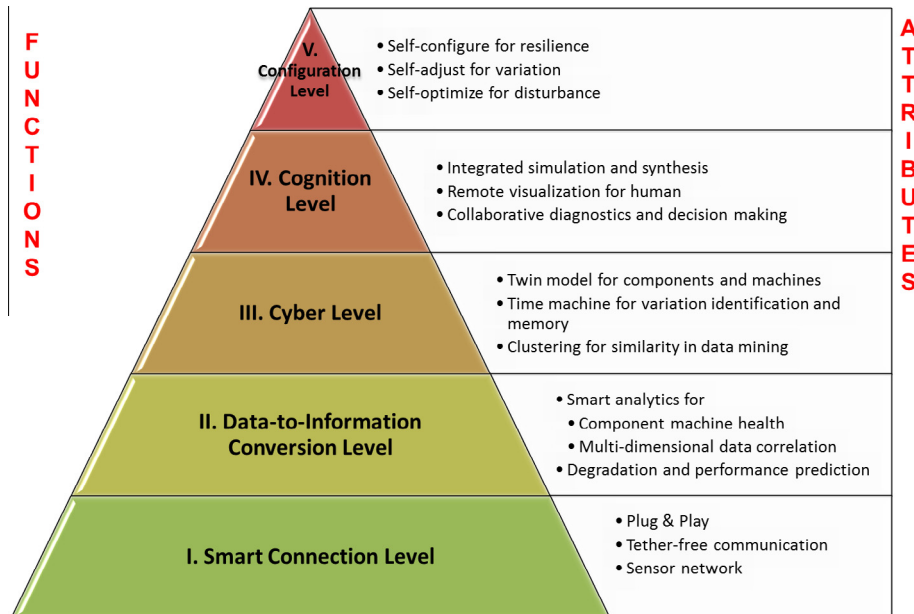 FUNCTIONS
ATTRIBUTES
V.
Configuration
Level
• Self-configure for resilience
• Self-adjust for variation
• Self-optimize for disturbance
IV. Cognition
Level
• Integrated simulation and synthesis
• Remote visualization for human
• Collaborative diagnostics and decision making
III. Cyber Level
• Twin model for components and machines
• Time machine for variation identification and
memory
• Clustering for similarity in data mining
II. Data-to-Information
Conversion Level
• Smart analytics for
• Component machine health
• Multi-dimensional data correlation
• Degradation and performance prediction
I. Smart Connection Level
• Plug & Play
• Tether-free communication
• Sensor network